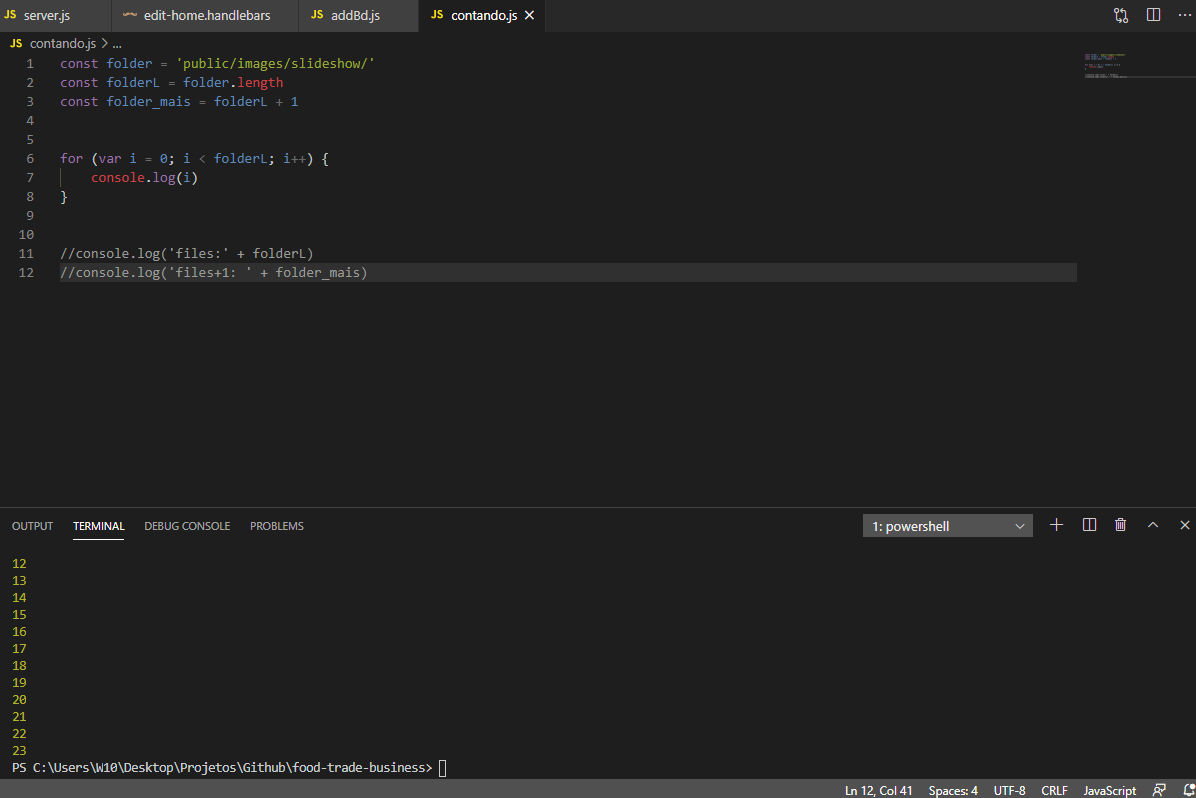 JS server.js edit-home.handlebars JS addBd.js JS contando.js
JS contando.js > ...
1 const folder = 'public/images/slideshow/'
2 const folderL = folder.length
3 const folder_mais = folderL + 1
4
5
6 for (var i = 0; i < folderL; i++) {
7 console.log(i)
8 }
9
10
11 //console.log('files:' + folderL)
12 //console.log('files+1: ' + folder_mais)
OUTPUT TERMINAL DEBUG CONSOLE PROBLEMS 1: powershell
12
13
14
15
16
17
18
19
20
21
22
23
PS C:\Users\W10\Desktop\Projetos\Github\food-trade-business>
Ln 12, Col 41 Spaces: 4 UTF-8 CRLF JavaScript